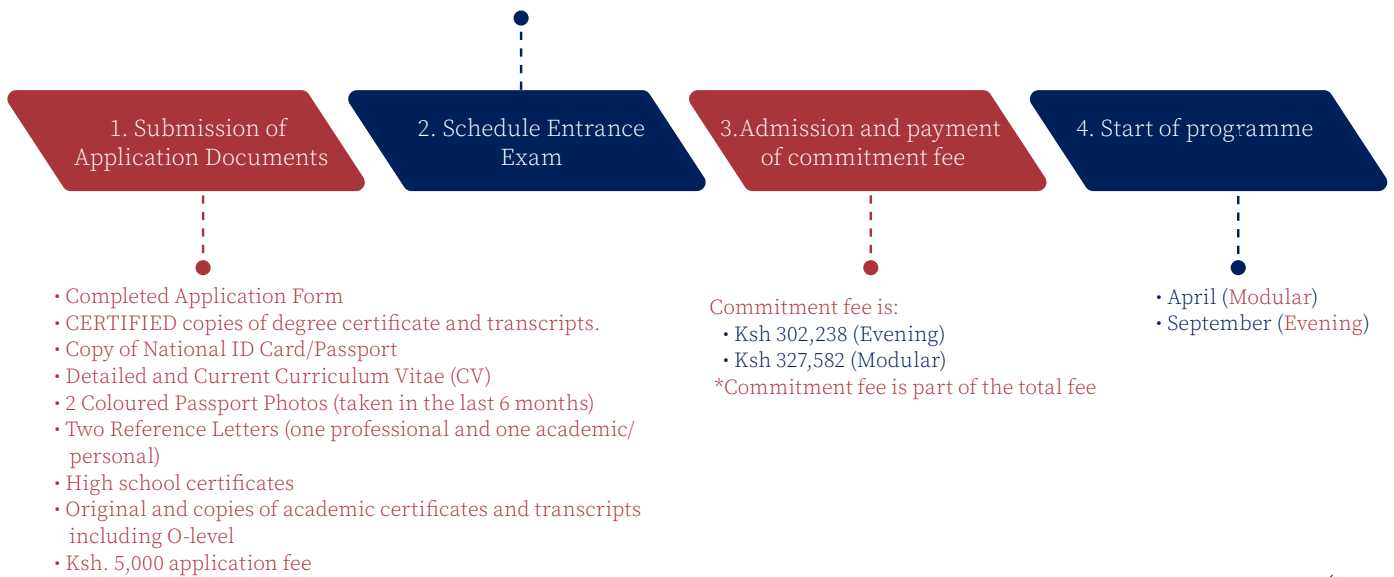 1. Submission of
Application Documents
2. Schedule Entrance
Exam
3.Admission and payment
of commitment fee
4. Start of programme
• Completed Application Form
• CERTIFIED copies of degree certificate and transcripts.
• Copy of National ID Card/Passport
• Detailed and Current Curriculum Vitae (CV)
• 2 Coloured Passport Photos (taken in the last 6 months)
• Two Reference Letters (one professional and one academic/
personal)
• High school certificates
• Original and copies of academic certificates and transcripts
including O-level
• Ksh. 5,000 application fee
Commitment fee is:
• Ksh 302,238 (Evening)
• Ksh 327,582 (Modular)
*Commitment fee is part of the total fee
• April (Modular)
• September (Evening)